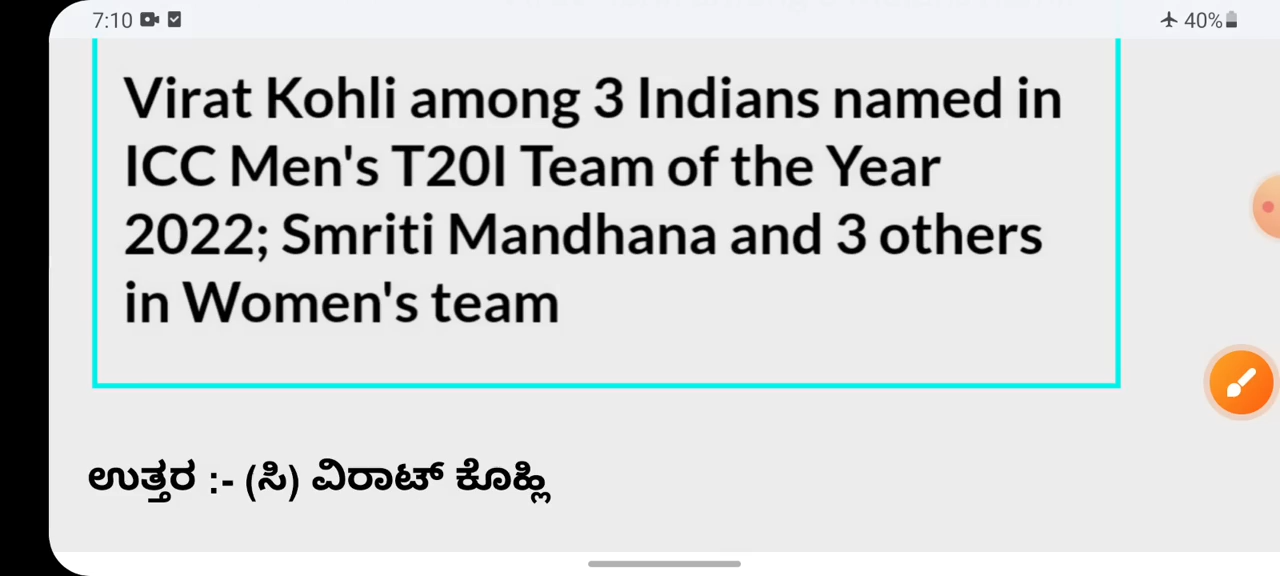 7:10
40%
Virat Kohli among 3 Indians named in
ICC Men's T20I Team of the Year
2022; Smriti Mandhana and 3 others
in Women's team
ಉತ್ತರ :- (ಸಿ) ವಿರಾಟ್ ಕೊಹ್ಲಿ